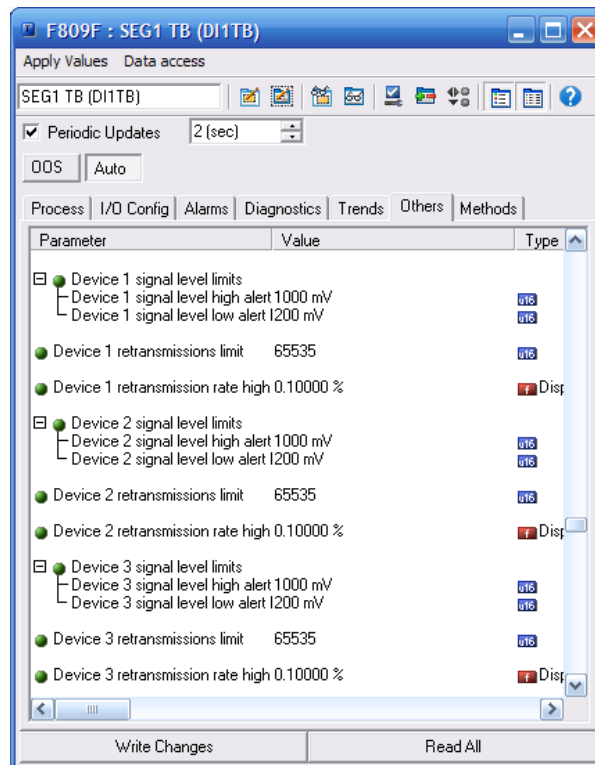 F809F : SEG1 TB (DI1TB)
Apply Values Data access
SEG1 TB (DI1TB)
Periodic Updates 2 (sec)
OOS Auto
Process I/O Config Alarms Diagnostics Trends Others Methods
Parameter Value Type
Device 1 signal level limits
Device 1 signal level high alert 1000 mV u16
Device 1 signal level low alert l 200 mV u16
Device 1 retransmissions limit 65535 u16
Device 1 retransmission rate high 0.10000 % f Disp
Device 2 signal level limits
Device 2 signal level high alert 1000 mV u16
Device 2 signal level low alert l 200 mV u16
Device 2 retransmissions limit 65535 u16
Device 2 retransmission rate high 0.10000 % f Disp
Device 3 signal level limits
Device 3 signal level high alert 1000 mV u16
Device 3 signal level low alert l 200 mV u16
Device 3 retransmissions limit 65535 u16
Device 3 retransmission rate high 0.10000 % f Disp
Write Changes Read All